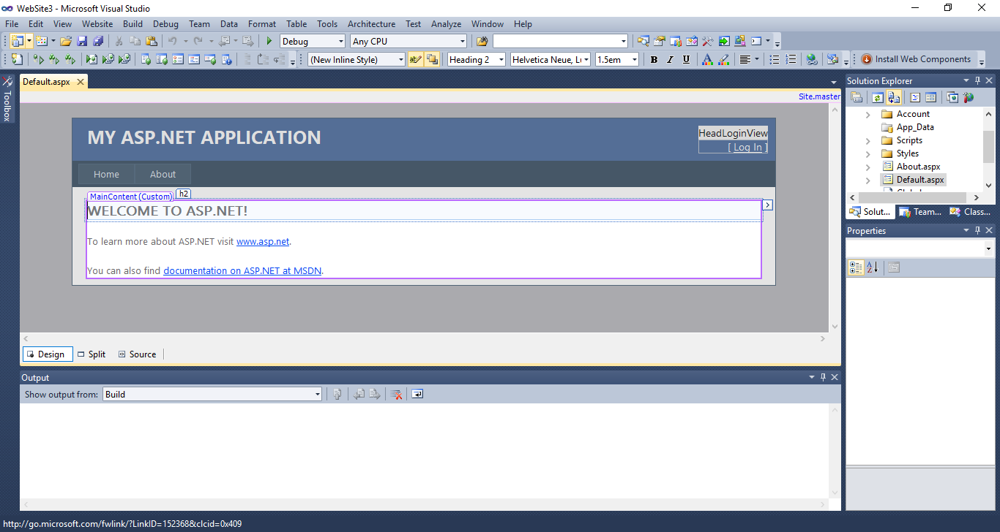 WebSite3 - Microsoft Visual Studio
File Edit View Website Build Debug Team Data Format Table Tools Architecture Test Analyze Window Help
Debug Any CPU
(New Inline Style) ab Heading 2 Helvetica Neue, Lu 1.5em B I U A Install Web Components
Toolbox
Default.aspx
Site.master
MY ASP.NET APPLICATION
HeadLoginView
[ Log In ]
Home About
MainContent (Custom) h2
WELCOME TO ASP.NET!
To learn more about ASP.NET visit www.asp.net.
You can also find documentation on ASP.NET at MSDN.
Design Split Source
Solution Explorer
Account
App_Data
Scripts
Styles
About.aspx
Default.aspx
Solut... Team... Class...
Properties
A
Z
Output
Show output from: Build
http://go.microsoft.com/fwlink/?LinkID=152368&clcid=0x409